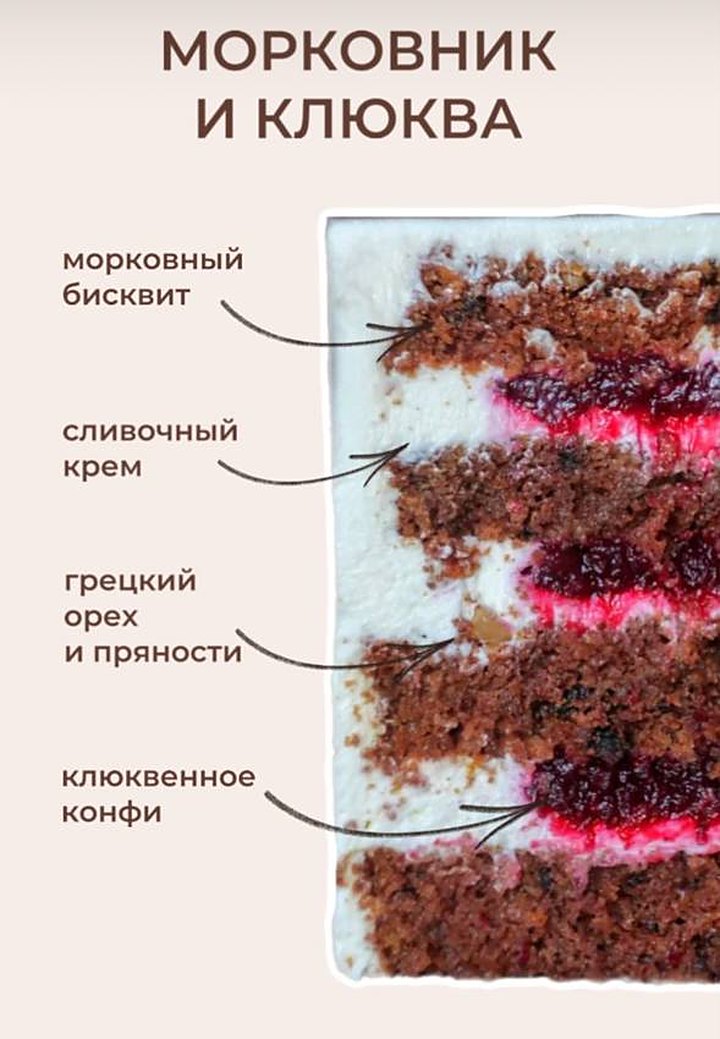 МОРКОВНИК
И КЛЮКВА
морковный
бисквит
сливочный
крем
грецкий
орех
и пряности
клюквенное
конфи